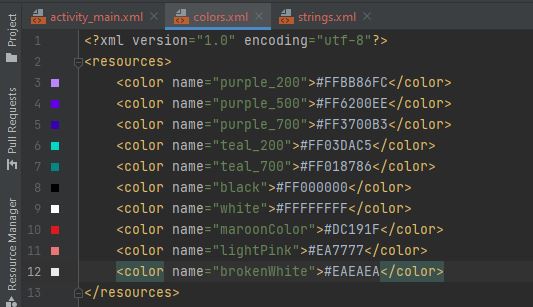 activity_main.xml colors.xml strings.xml
Project
Pull Requests
Resource Manager
1 <?xml version="1.0" encoding="utf-8"?>
2 <resources>
3 <color name="purple_200">#FFBB86FC</color>
4 <color name="purple_500">#FF6200EE</color>
5 <color name="purple_700">#FF3700B3</color>
6 <color name="teal_200">#FF03DAC5</color>
7 <color name="teal_700">#FF018786</color>
8 <color name="black">#FF000000</color>
9 <color name="white">#FFFFFFFF</color>
10 <color name="maroonColor">#DC191F</color>
11 <color name="lightPink">#EA7777</color>
12 <color name="brokenWhite">#EAEAEA</color>
13 </resources>